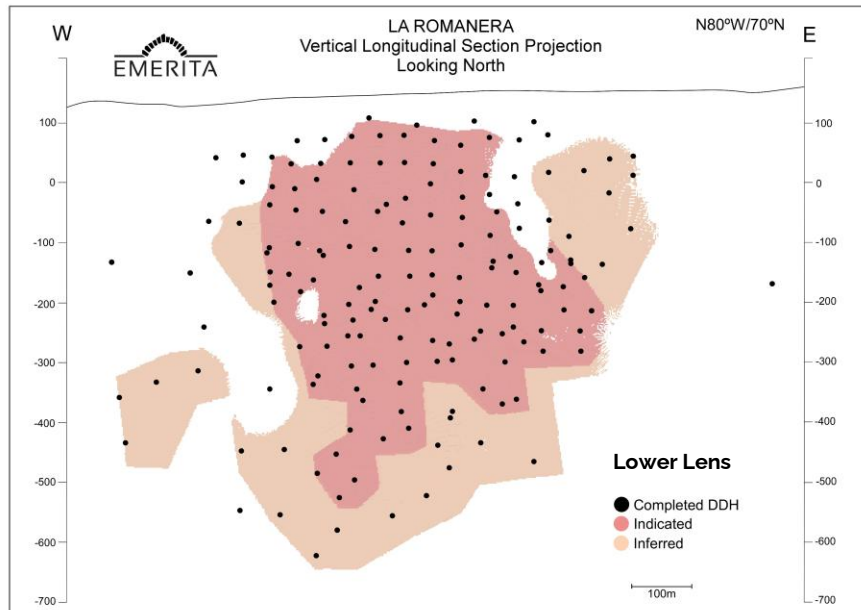 LA ROMANERA
Vertical Longitudinal Section Projection
Looking North
N80ºW/70ºN
W
E
EMERITA
100
0
-100
-200
-300
-400
-500
-600
-700
100
0
-100
-200
-300
-400
-500
-600
-700
Lower Lens
Completed DDH
Indicated
Inferred
100m